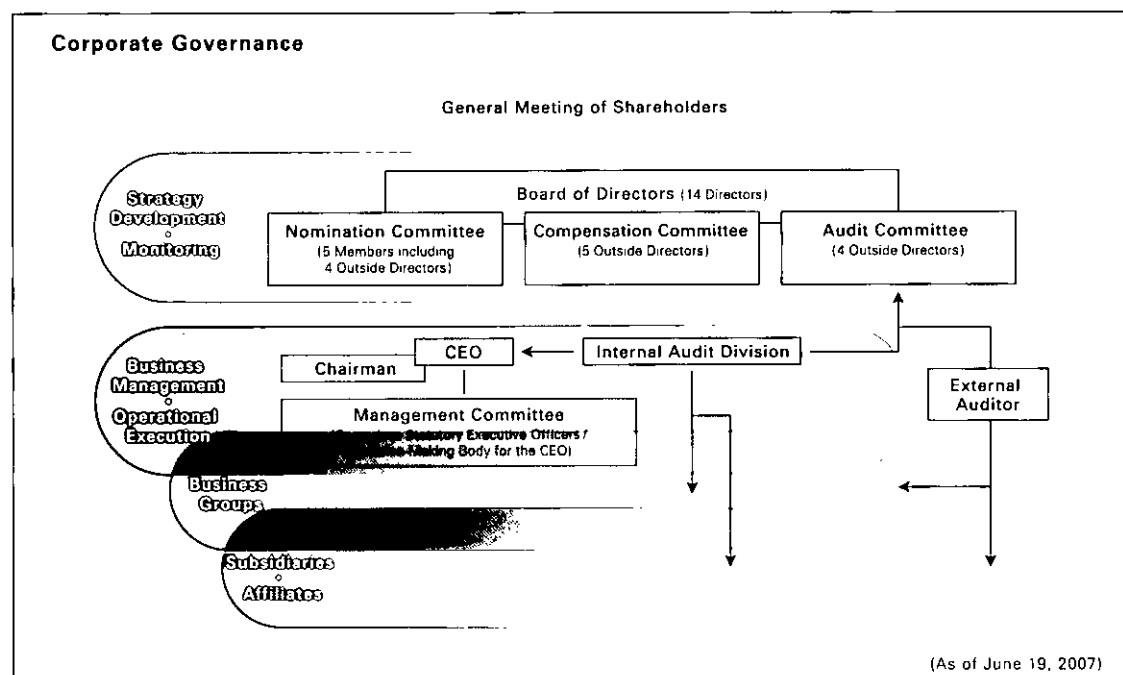 Corporate Governance
General Meeting of Shareholders
Strategy
Development
Monitoring
Board of Directors (14 Directors)
Nomination Committee
(5 Members including
4 Outside Directors)
Compensation Committee
(5 Outside Directors)
Audit Committee
(4 Outside Directors)
Business
Management
Operational
Execution
Chairman
CEO
Internal Audit Division
External
Auditor
Management Committee
Statutory Executive Officers /
Making Body for the CEO)
Business
Groups
Subsidiaries
Affiliates
(As of June 19, 2007)